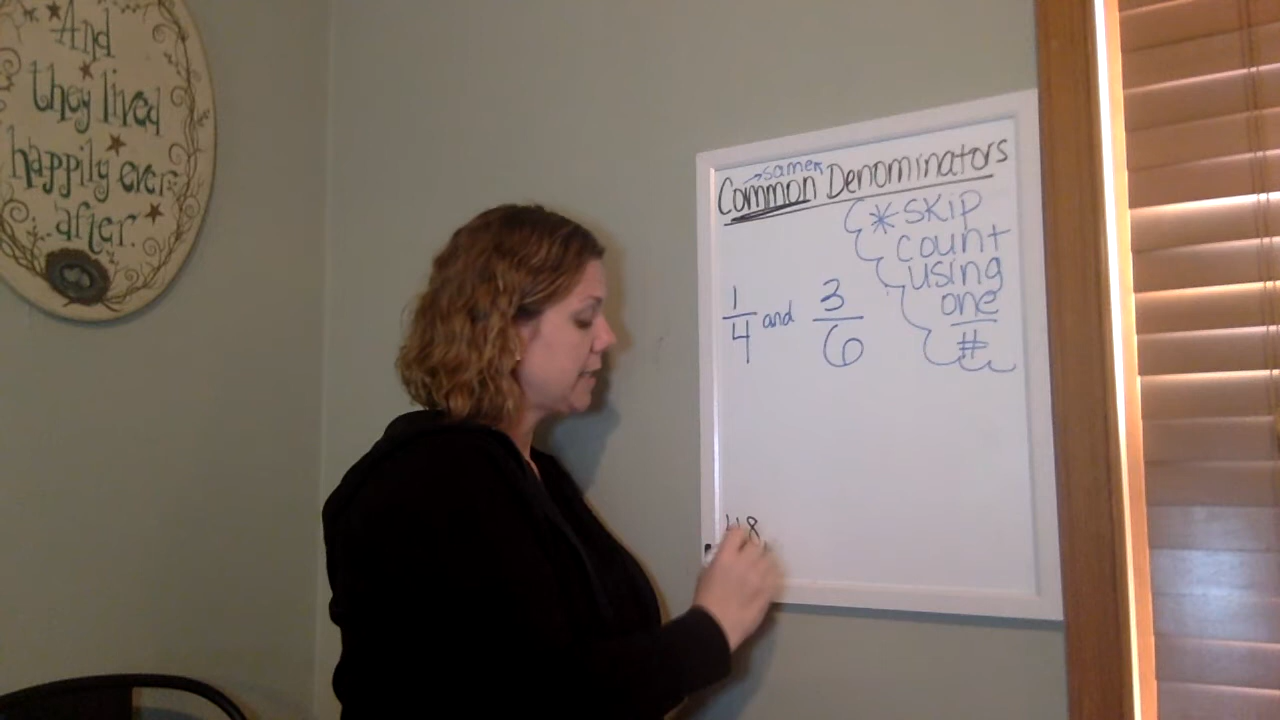 And
they lived
happily ever
after.
→same↖
Common Denominators
* skip
count
using
one
#
1/4 and 3/6
4, 8,